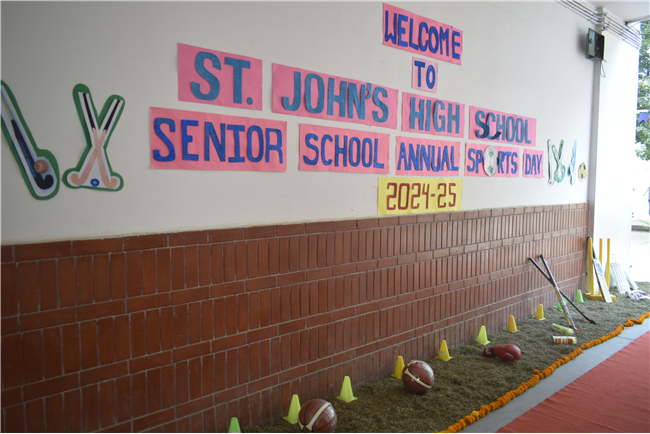 WELCOME
TO
ST. JOHN'S HIGH SCHOOL
SENIOR SCHOOL ANNUAL SPORTS DAY
2024-25